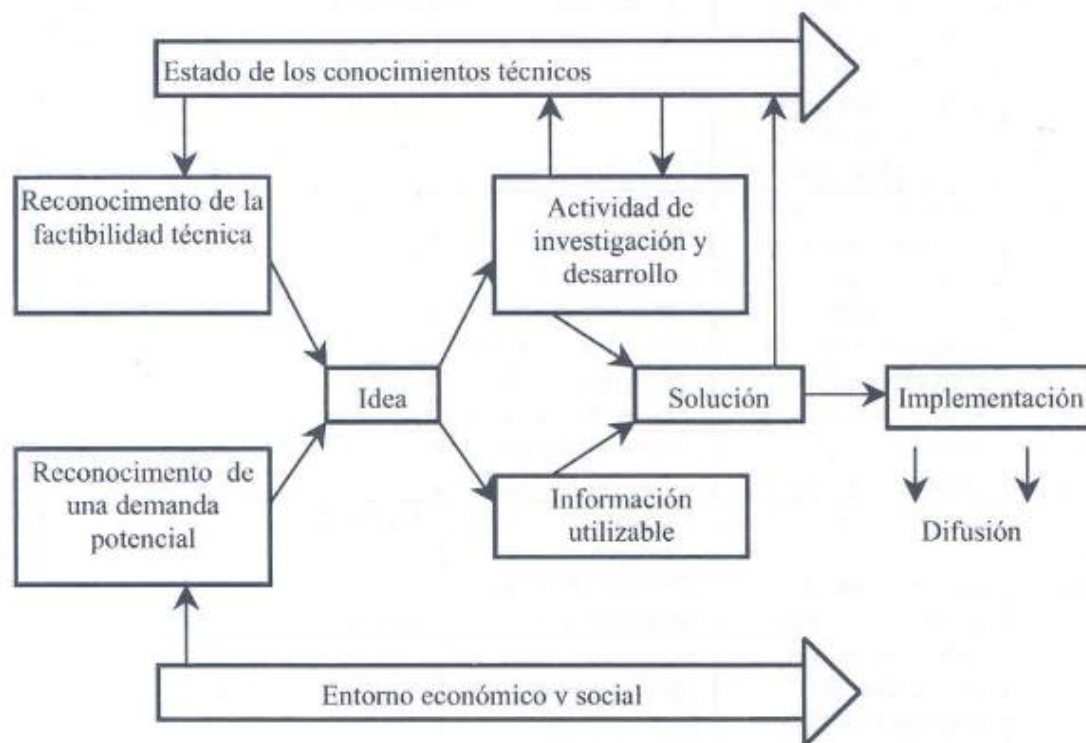 Estado de los conocimientos técnicos
Reconocimento de la
factibilidad técnica
Actividad de
investigación y
desarrollo
Idea
Solución
Implementación
Reconocimento de
una demanda
potencial
Información
utilizable
Difusión
Entorno económico y social